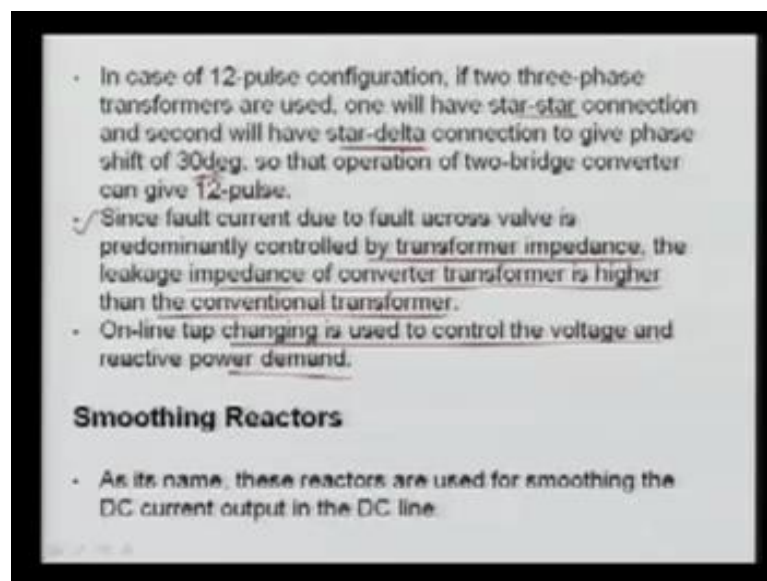 · In case of 12-pulse configuration, if two three-phase
transformers are used, one will have star-star connection
and second will have star-delta connection to give phase
shift of 30deg. so that operation of two-bridge converter
can give 12-pulse.
· Since fault current due to fault across valve is
predominantly controlled by transformer impedance, the
leakage impedance of converter transformer is higher
than the conventional transformer.
· On-line tap changing is used to control the voltage and
reactive power demand.
Smoothing Reactors
· As its name, these reactors are used for smoothing the
DC current output in the DC line.